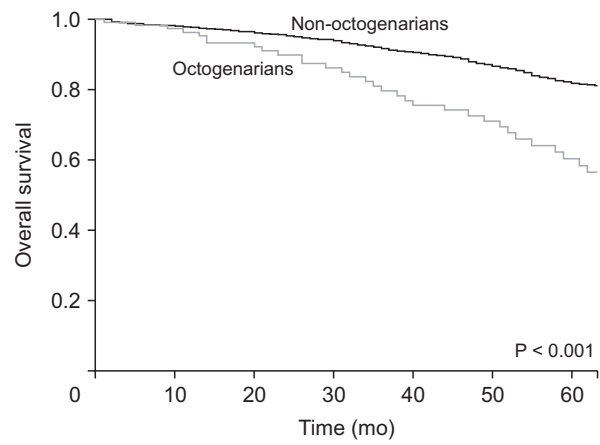 1.0
Non-octogenarians
Octogenarians
0.8
0.6
0.4
0.2
Overall survival
P < 0.001
0 10 20 30 40 50 60
Time (mo)